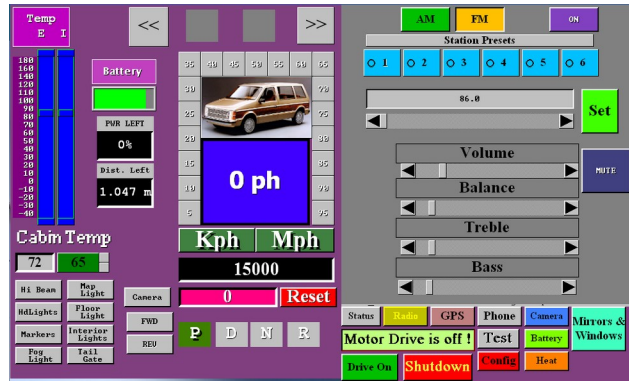 Temp
E I
<<
>>
AM
FM
ON
Station Presets
1 2 3 4 5 6
180
160
140
120
110
100
90
80
70
60
50
40
30
20
10
0
-10
-20
-30
-40
Battery
PWR LEFT
0%
Dist. Left
1.047 m
35 40 45 50 55 60 65
30 70
25 75
20 80
15 85
10 90
5 95
0 ph
86.0
Set
Volume
MUTE
Balance
Treble
Bass
Cabin Temp
72 65
Kph Mph
15000
0 Reset
Hi Beam
Map Light
HdLights
Floor Light
Markers
Interior Lights
Fog Light
Tail Gate
Camera
FWD
REU
P D N R
Status Radio GPS Phone Camera
Mirrors & Windows
Motor Drive is off ! Test Battery
Drive On Shutdown Config Heat